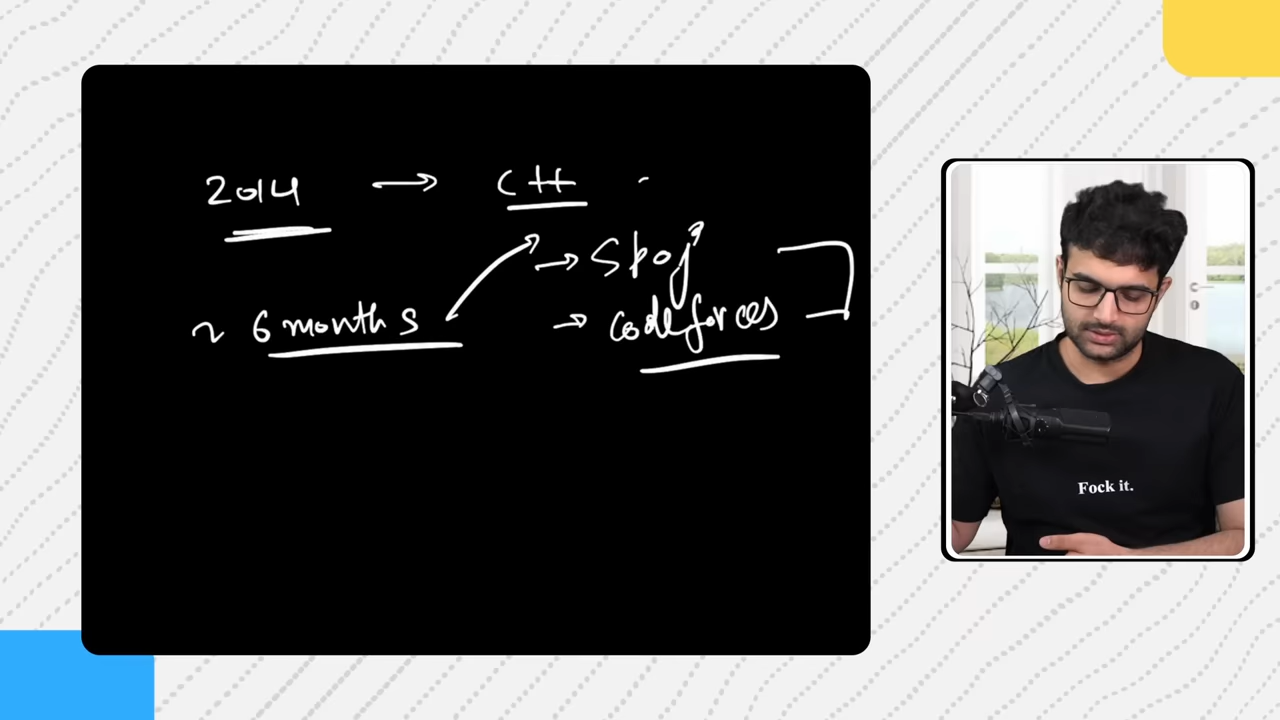 2014 → C++ -
→ Spoj
~ 6 months → codeforces
Fock it.